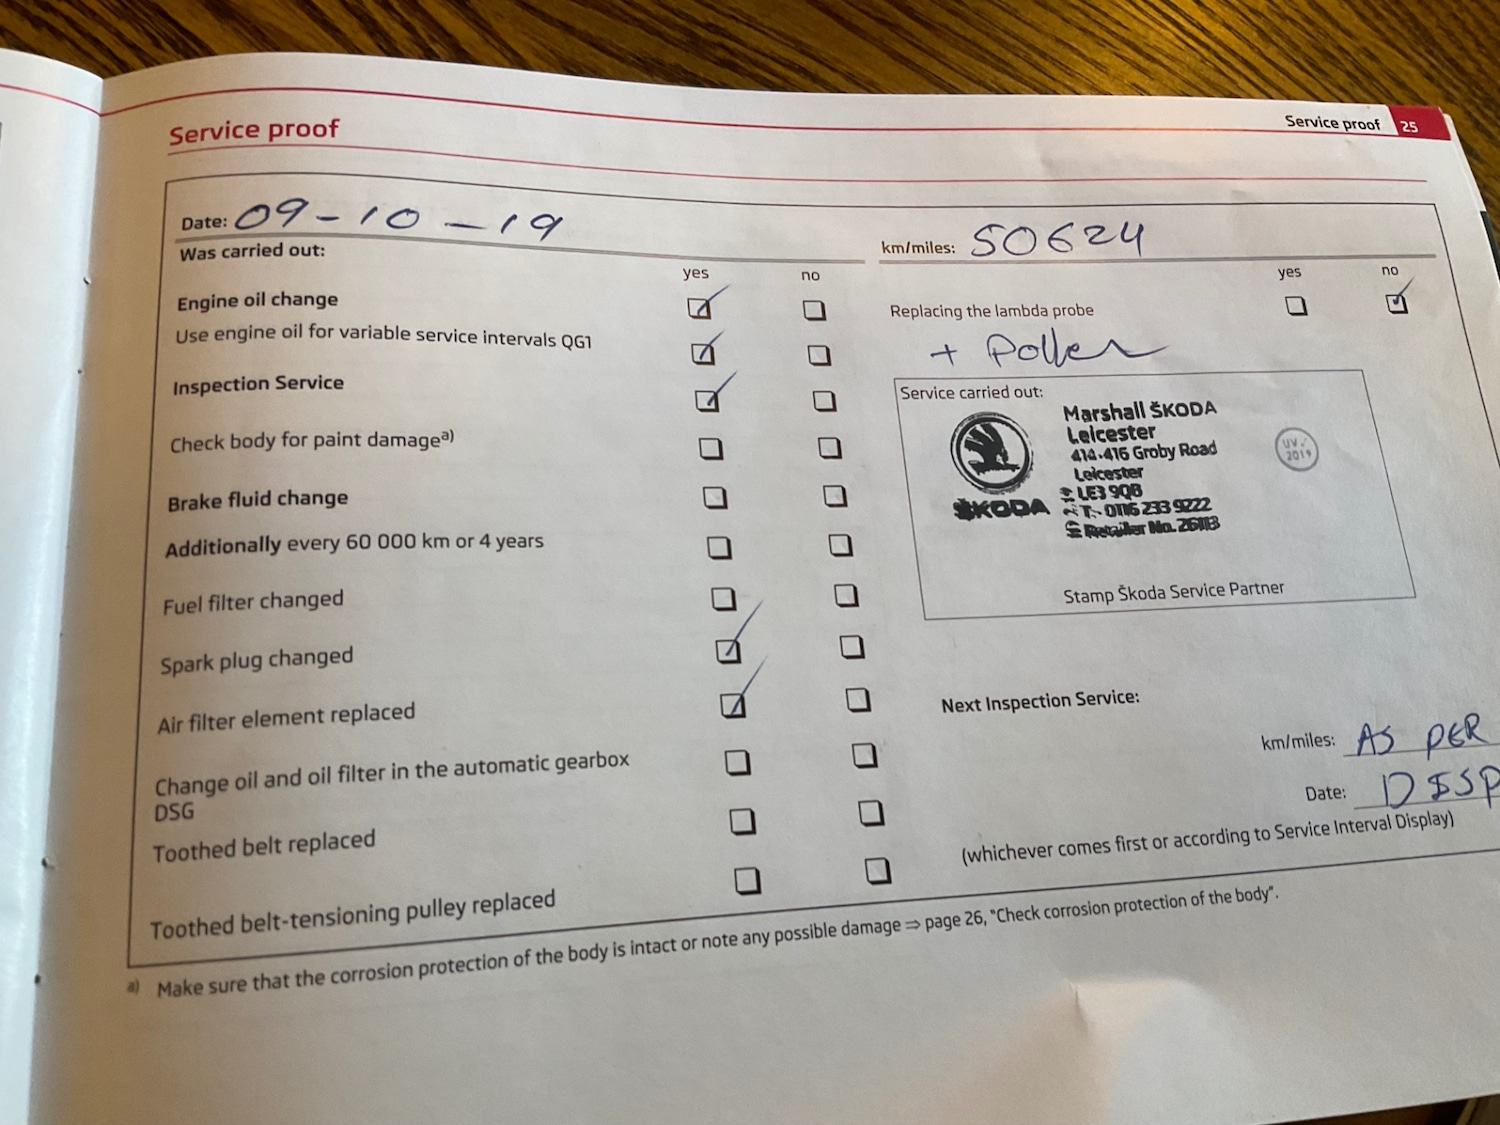 Service proof 25
Service proof
Date: 09-10-19
km/miles: 50624
Was carried out:
yes no
yes no
Engine oil change
Replacing the lambda probe
Use engine oil for variable service intervals QG1
+ Pollen
Inspection Service
Service carried out:
Marshall ŠKODA
Leicester
414-416 Groby Road
Leicester
LE3 9QB
T:- 0116 233 9222
Retailer No. 26113
ŠKODA
UV✓
2019
Stamp Škoda Service Partner
Check body for paint damage a)
Brake fluid change
Additionally every 60 000 km or 4 years
Fuel filter changed
Spark plug changed
Air filter element replaced
Change oil and oil filter in the automatic gearbox
DSG
Toothed belt replaced
Toothed belt-tensioning pulley replaced
Next Inspection Service:
km/miles: AS PER
Date: DISP
(whichever comes first or according to Service Interval Display)
a) Make sure that the corrosion protection of the body is intact or note any possible damage ⇒ page 26, "Check corrosion protection of the body".